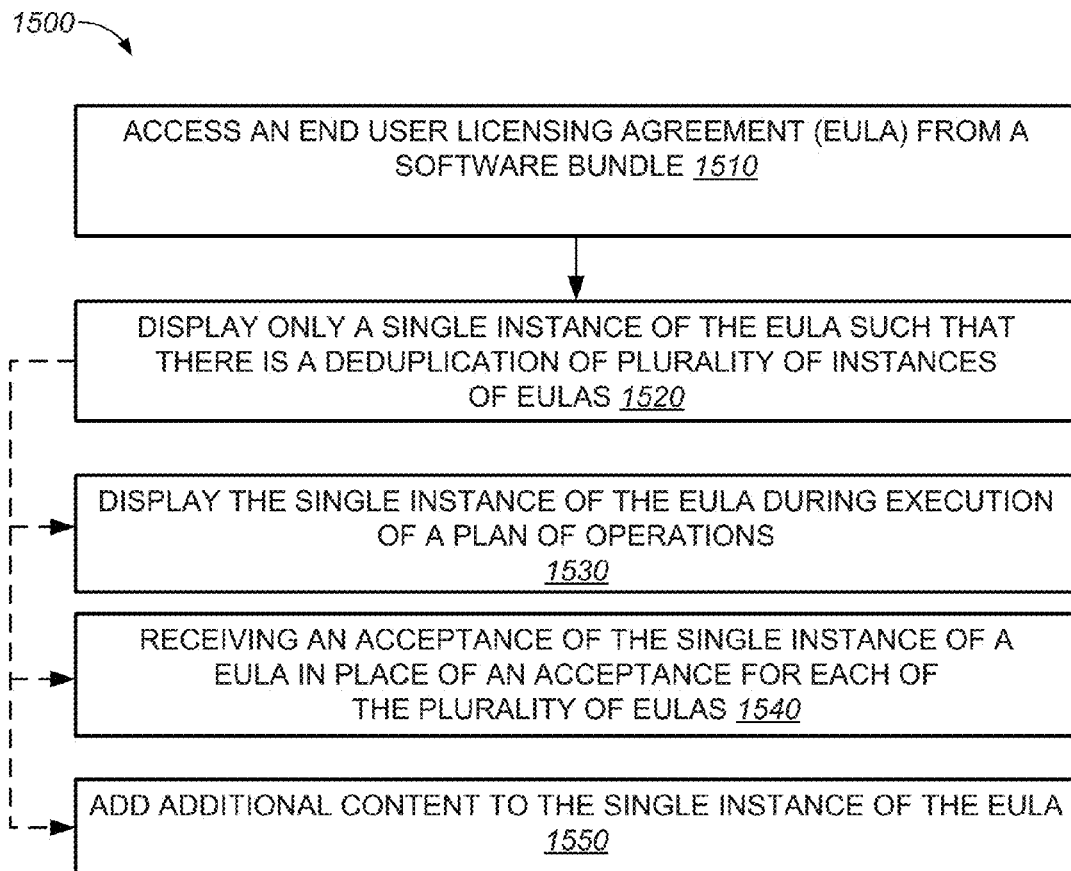 1500
ACCESS AN END USER LICENSING AGREEMENT (EULA) FROM A
SOFTWARE BUNDLE 1510
DISPLAY ONLY A SINGLE INSTANCE OF THE EULA SUCH THAT
THERE IS A DEDUPLICATION OF PLURALITY OF INSTANCES
OF EULAS 1520
DISPLAY THE SINGLE INSTANCE OF THE EULA DURING EXECUTION
OF A PLAN OF OPERATIONS
1530
RECEIVING AN ACCEPTANCE OF THE SINGLE INSTANCE OF A
EULA IN PLACE OF AN ACCEPTANCE FOR EACH OF
THE PLURALITY OF EULAS 1540
ADD ADDITIONAL CONTENT TO THE SINGLE INSTANCE OF THE EULA
1550